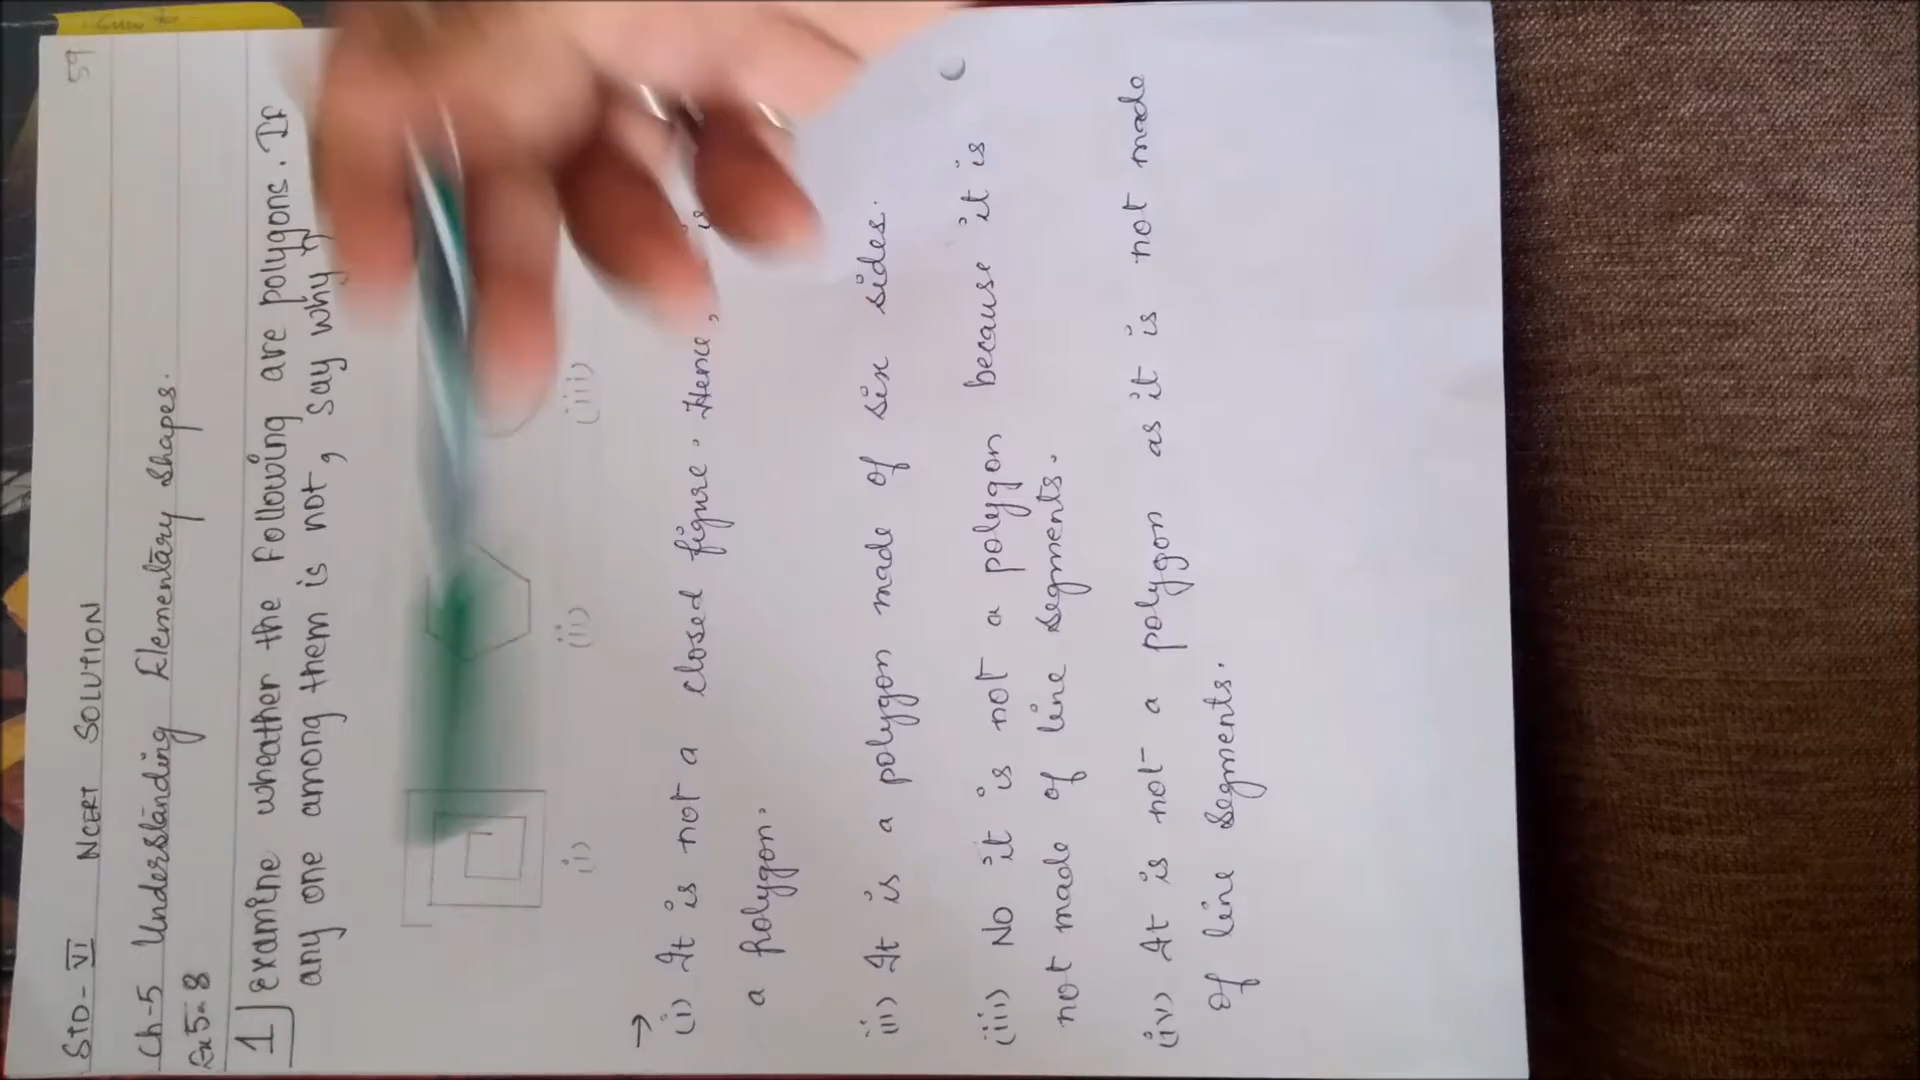 59
STD-VI NCERT SOLUTION
Ch-5 Understanding Elementary Shapes.
Ex 5.8
1] examine wheather the following are polygons. If
any one among them is not, say why
(i) (ii) (iii)
→
(i) It is not a closed figure. Hence, is
a polygon.
ii) It is a polygon made of six sides.
(iii) No it is not a polygon because it is
not made of line segments.
(iv) It is not a polygon as it is not made
of line segments.